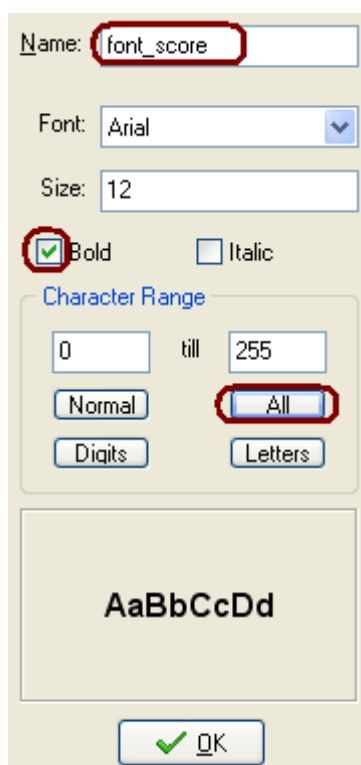 Name: font_score
Font: Arial
Size: 12
Bold Italic
Character Range
0 till 255
Normal All
Digits Letters
AaBbCcDd
OK